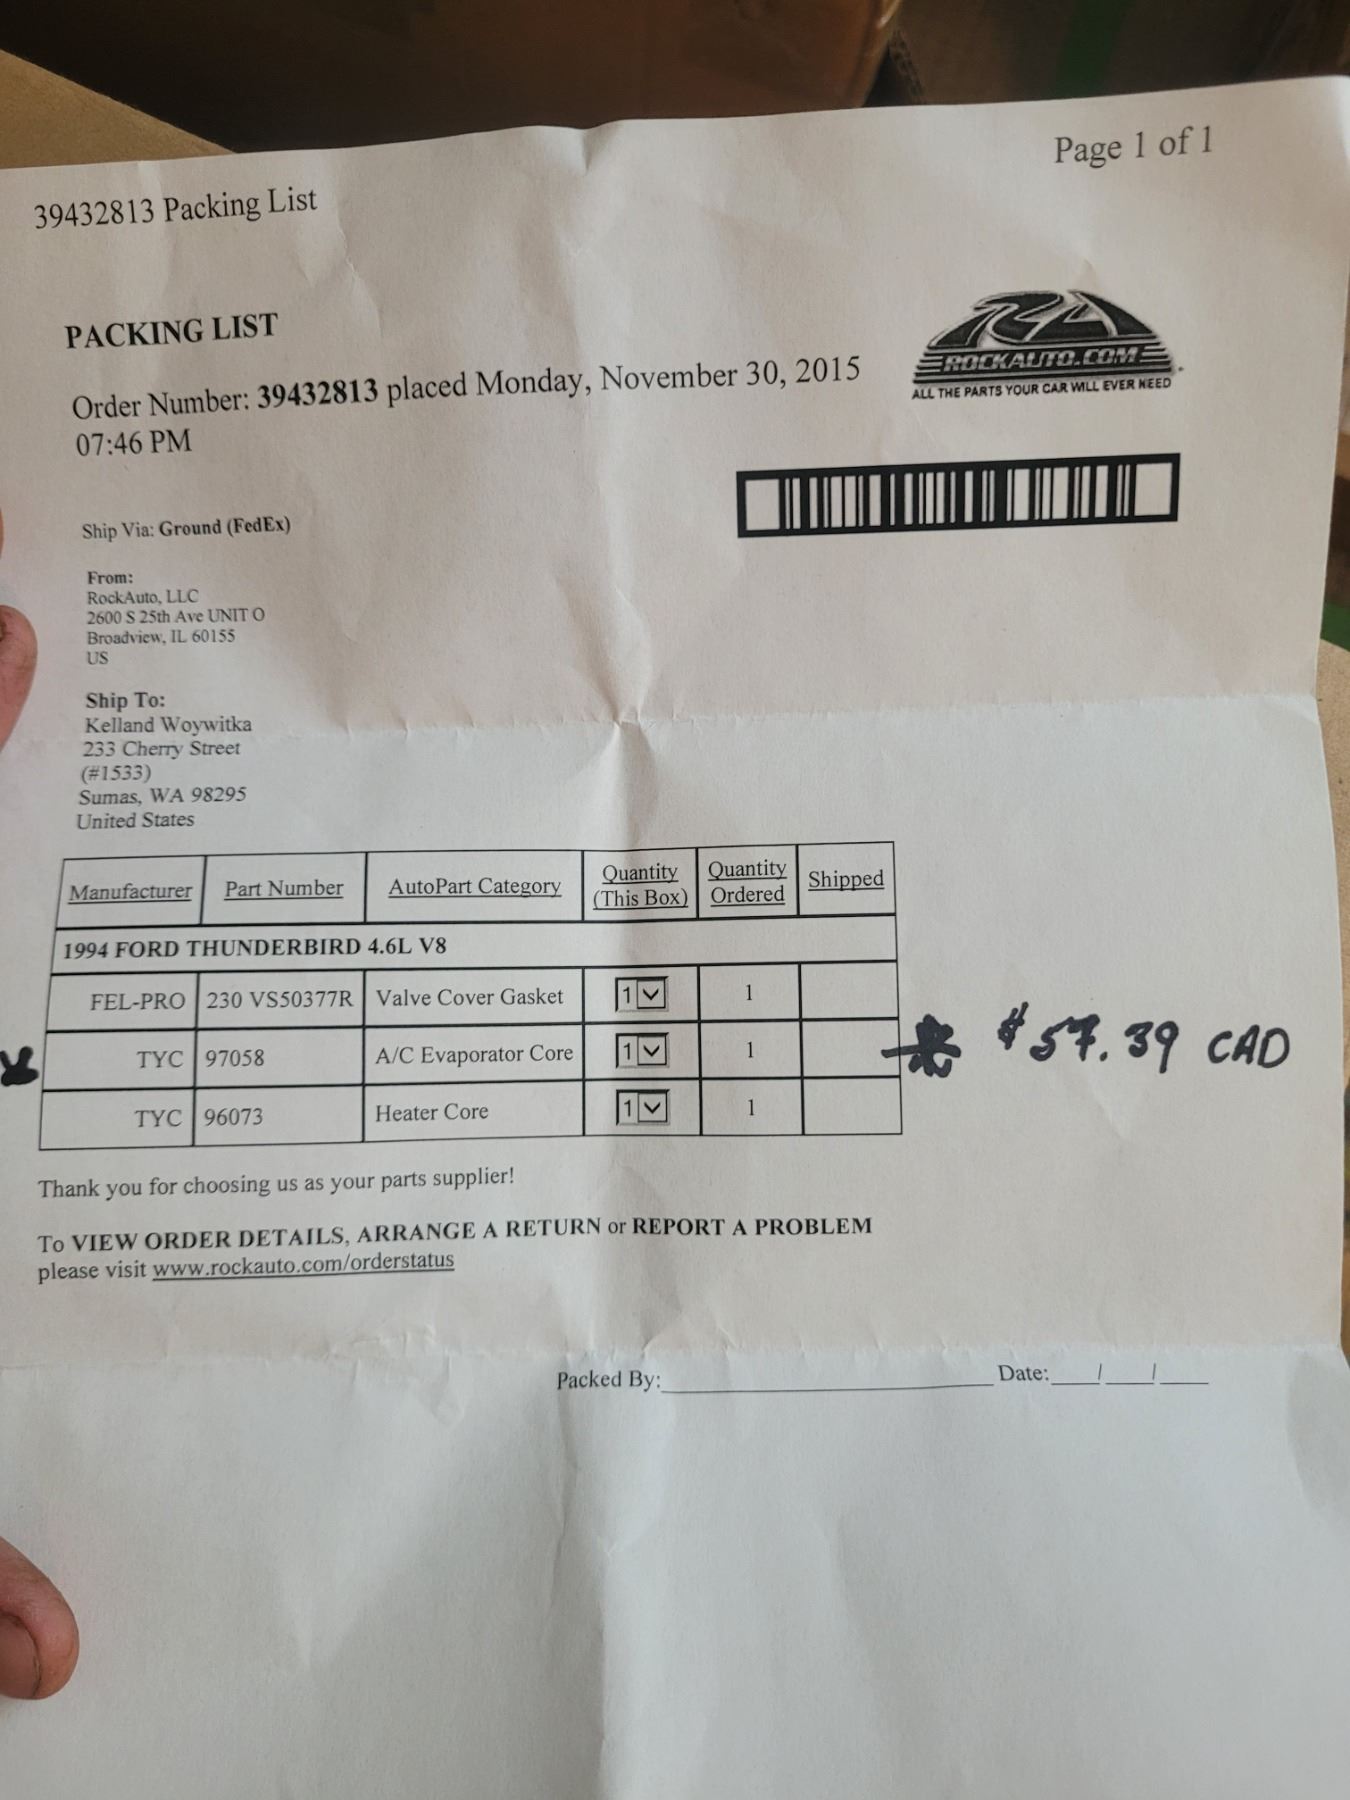 Page 1 of 1
39432813 Packing List
RA
ROCKAUTO.COM
ALL THE PARTS YOUR CAR WILL EVER NEED
PACKING LIST
Order Number: 39432813 placed Monday, November 30, 2015
07:46 PM
Ship Via: Ground (FedEx)
From:
RockAuto, LLC
2600 S 25th Ave UNIT O
Broadview, IL 60155
US
Ship To:
Kelland Woywitka
233 Cherry Street
(#1533)
Sumas, WA 98295
United States
Manufacturer Part Number AutoPart Category Quantity (This Box) Quantity Ordered Shipped
1994 FORD THUNDERBIRD 4.6L V8
FEL-PRO 230 VS50377R Valve Cover Gasket 1 1
TYC 97058 A/C Evaporator Core 1 1 * $57.39 CAD
TYC 96073 Heater Core 1 1
Thank you for choosing us as your parts supplier!
To VIEW ORDER DETAILS, ARRANGE A RETURN or REPORT A PROBLEM
please visit www.rockauto.com/orderstatus
Packed By:____________ Date:___/___/___